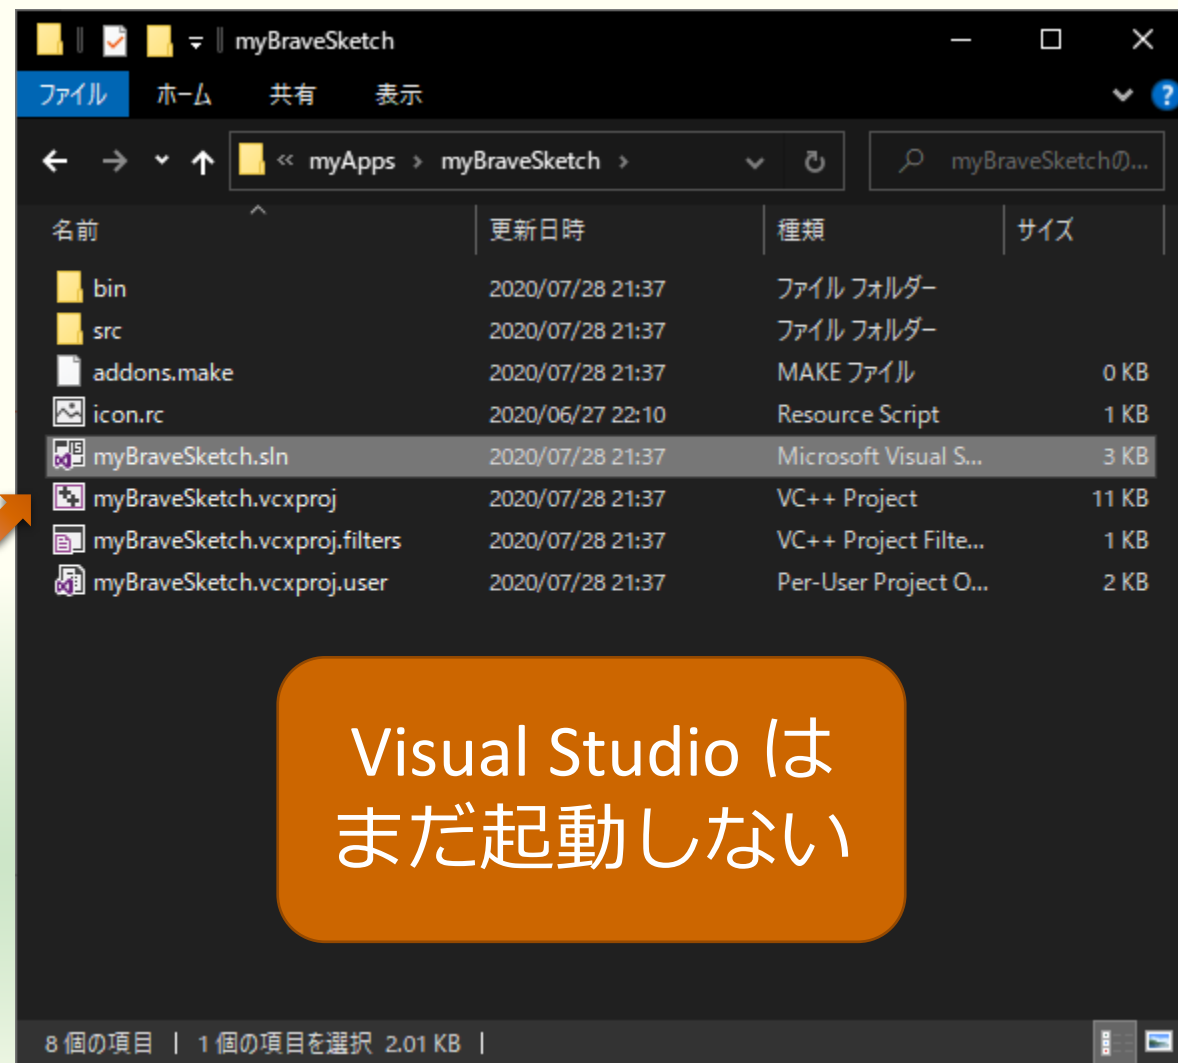 myBraveSketch
ファイル ホーム 共有 表示
« myApps › myBraveSketch › myBraveSketchの...
名前 更新日時 種類 サイズ
bin 2020/07/28 21:37 ファイル フォルダー
src 2020/07/28 21:37 ファイル フォルダー
addons.make 2020/07/28 21:37 MAKE ファイル 0 KB
icon.rc 2020/06/27 22:10 Resource Script 1 KB
myBraveSketch.sln 2020/07/28 21:37 Microsoft Visual S... 3 KB
myBraveSketch.vcxproj 2020/07/28 21:37 VC++ Project 11 KB
myBraveSketch.vcxproj.filters 2020/07/28 21:37 VC++ Project Filte... 1 KB
myBraveSketch.vcxproj.user 2020/07/28 21:37 Per-User Project O... 2 KB
Visual Studio は
まだ起動しない
8 個の項目 | 1 個の項目を選択 2.01 KB |